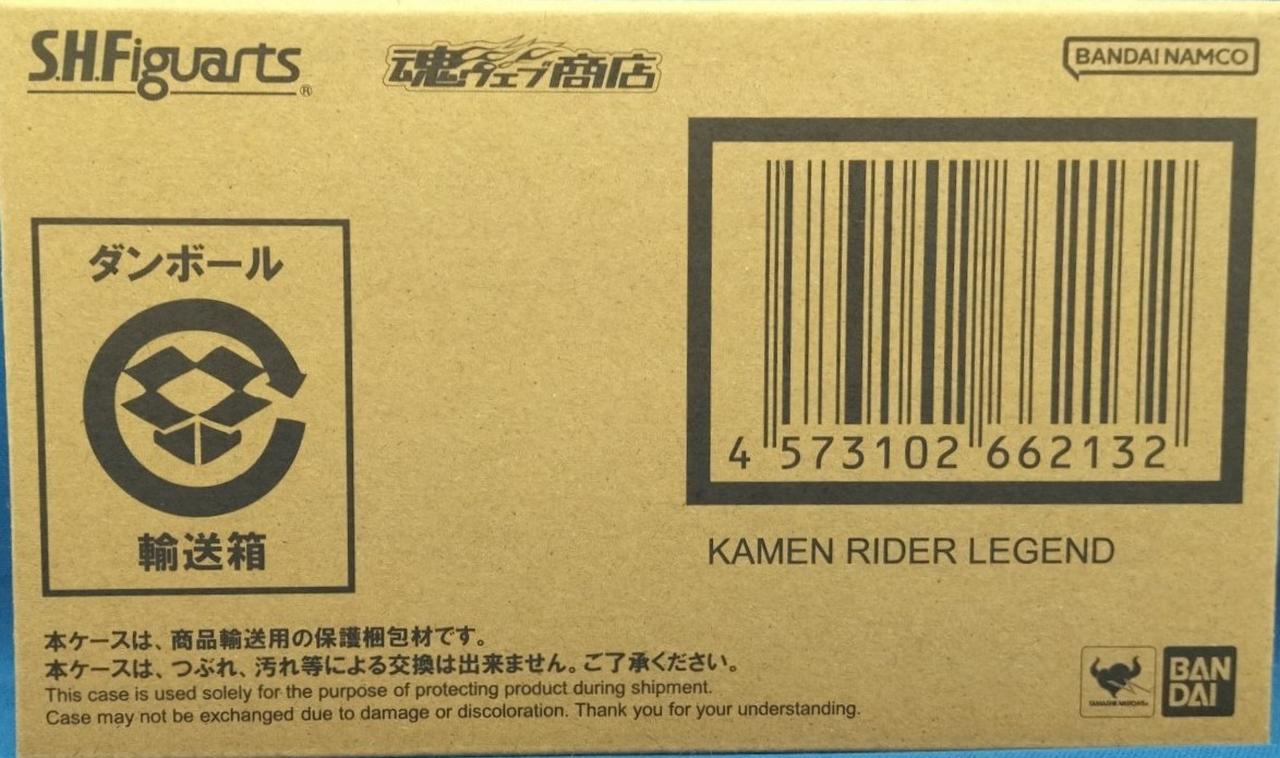 S.H.Figuarts®
魂ウェブ商店
BANDAI NAMCO
ダンボール
輸送箱
4 573102 662132
KAMEN RIDER LEGEND
本ケースは、商品輸送用の保護梱包材です。
本ケースは、つぶれ、汚れ等による交換は出来ません。ご了承ください。
This case is used solely for the purpose of protecting product during shipment.
Case may not be exchanged due to damage or discoloration. Thank you for your understanding.
TAMASHII NATIONS
BAN
DAI